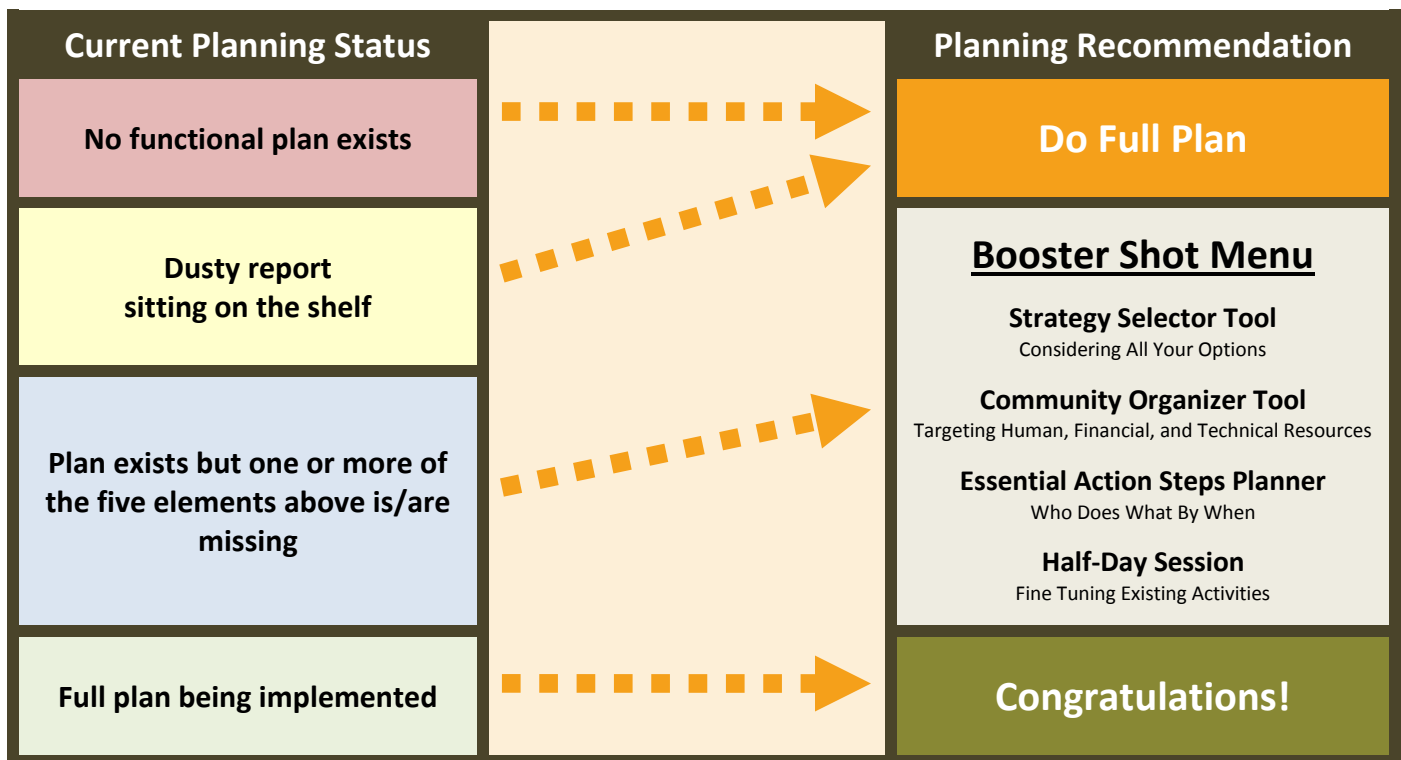 Current Planning Status
No functional plan exists
Dusty report
sitting on the shelf
Plan exists but one or more of
the five elements above is/are
missing
Full plan being implemented
Planning Recommendation
Do Full Plan
Booster Shot Menu
Strategy Selector Tool
Considering All Your Options
Community Organizer Tool
Targeting Human, Financial, and Technical Resources
Essential Action Steps Planner
Who Does What By When
Half-Day Session
Fine Tuning Existing Activities
Congratulations!